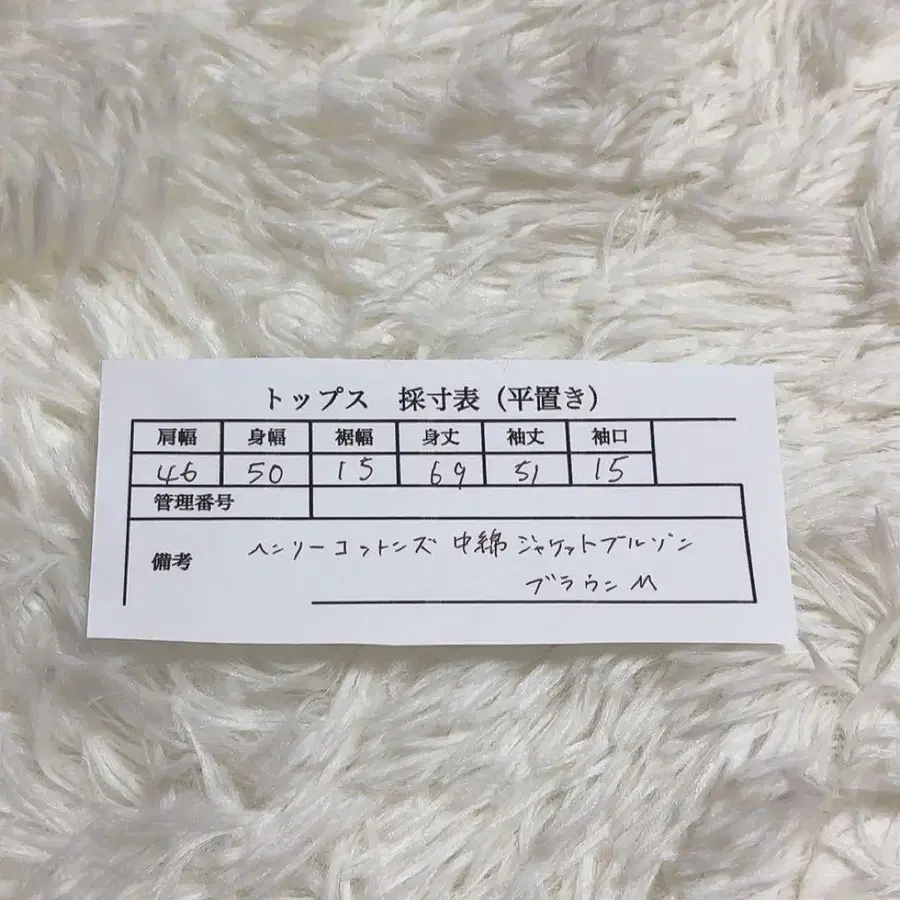 トップス 採寸表（平置き）
肩幅 身幅 裾幅 身丈 袖丈 袖口
46 50 15 69 51 15
管理番号
備考 ヘンリーコットンズ 中綿 ジャケットブルゾン
ブラウン M